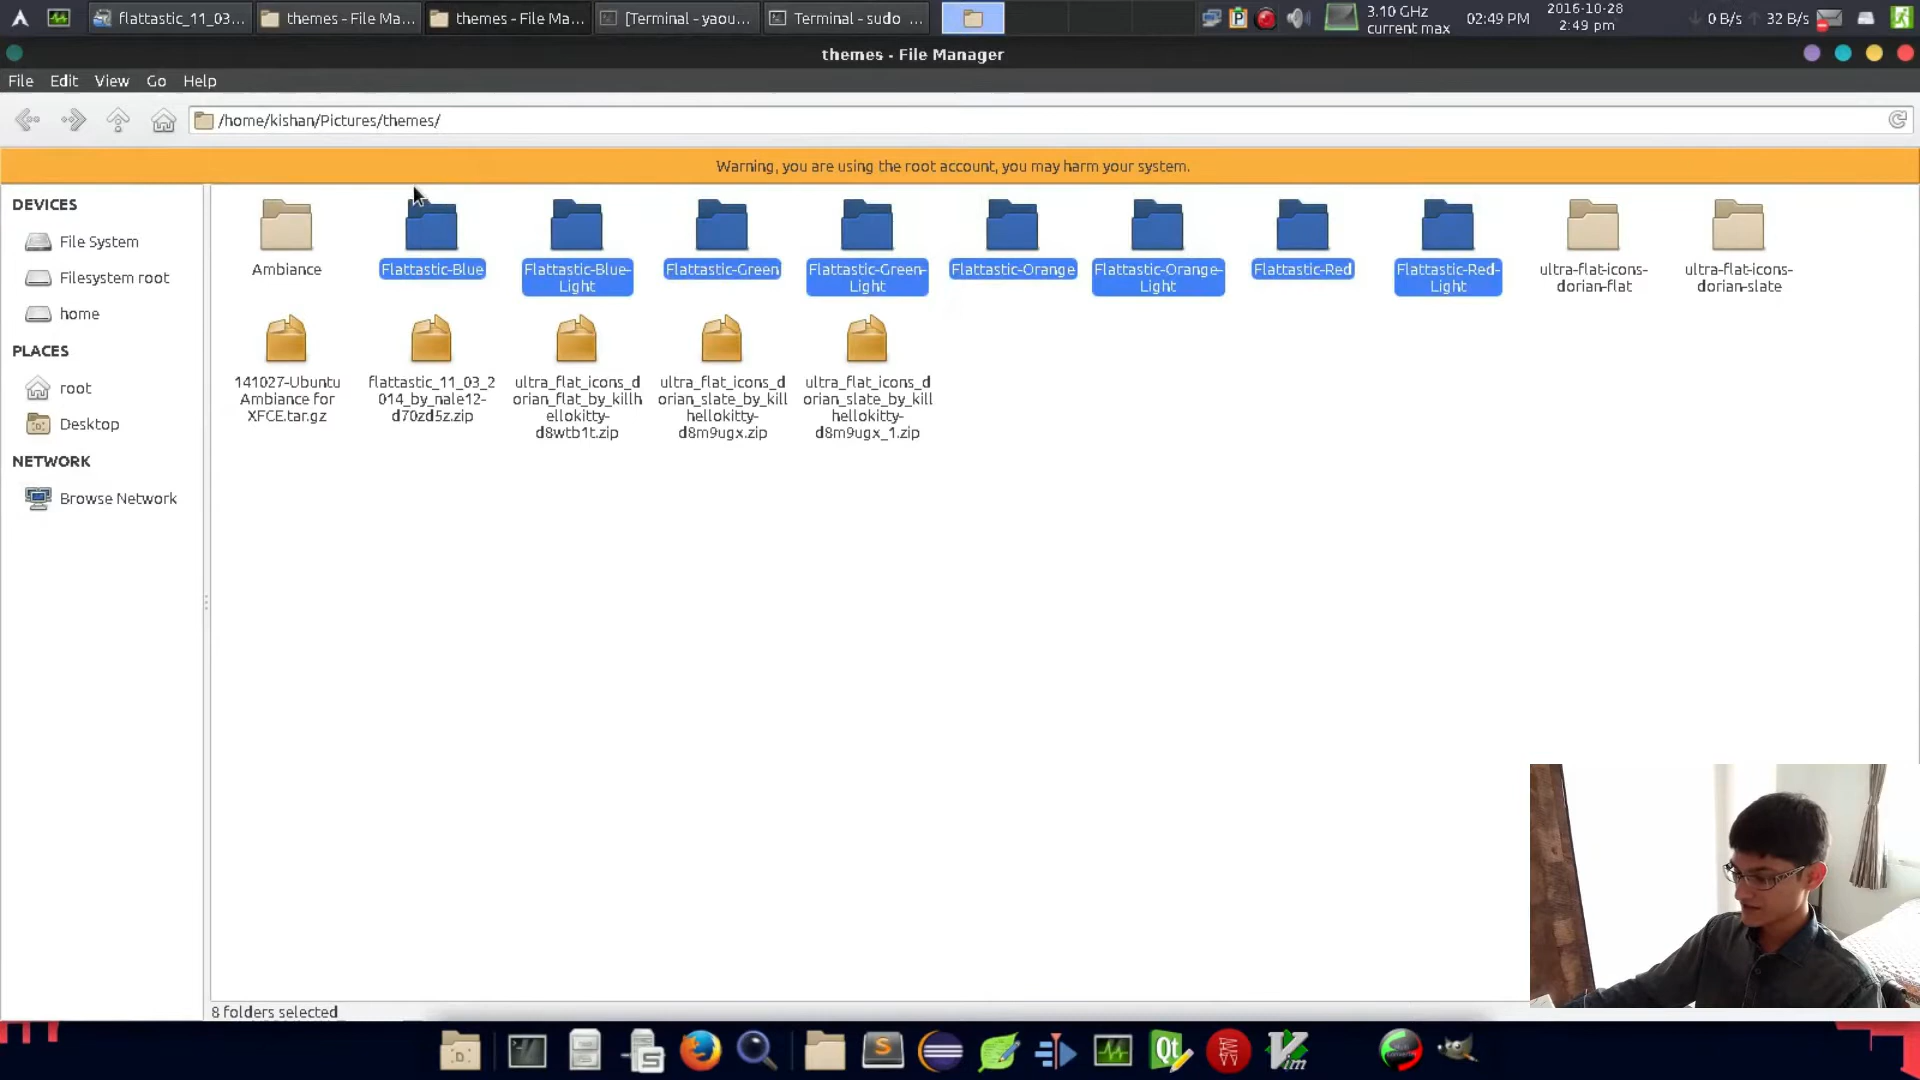 flattastic_11_03...
themes - File Ma...
themes - File Ma...
[Terminal - yaou...
Terminal - sudo ...
3.10 GHz
current max
02:49 PM
2016-10-28
2:49 pm
0 B/s
32 B/s
themes - File Manager
File Edit View Go Help
/home/kishan/Pictures/themes/
Warning, you are using the root account, you may harm your system.
DEVICES
File System
Filesystem root
home
PLACES
root
Desktop
NETWORK
Browse Network
Ambiance
Flattastic-Blue
Flattastic-Blue-
Light
Flattastic-Green
Flattastic-Green-
Light
Flattastic-Orange
Flattastic-Orange-
Light
Flattastic-Red
Flattastic-Red-
Light
ultra-flat-icons-
dorian-flat
ultra-flat-icons-
dorian-slate
141027-Ubuntu
Ambiance for
XFCE.tar.gz
flattastic_11_03_2
014_by_nale12-
d70zd5z.zip
ultra_flat_icons_d
orian_flat_by_killh
ellokitty-
d8wtb1t.zip
ultra_flat_icons_d
orian_slate_by_kill
hellokitty-
d8m9ugx.zip
ultra_flat_icons_d
orian_slate_by_kill
hellokitty-
d8m9ugx_1.zip
8 folders selected